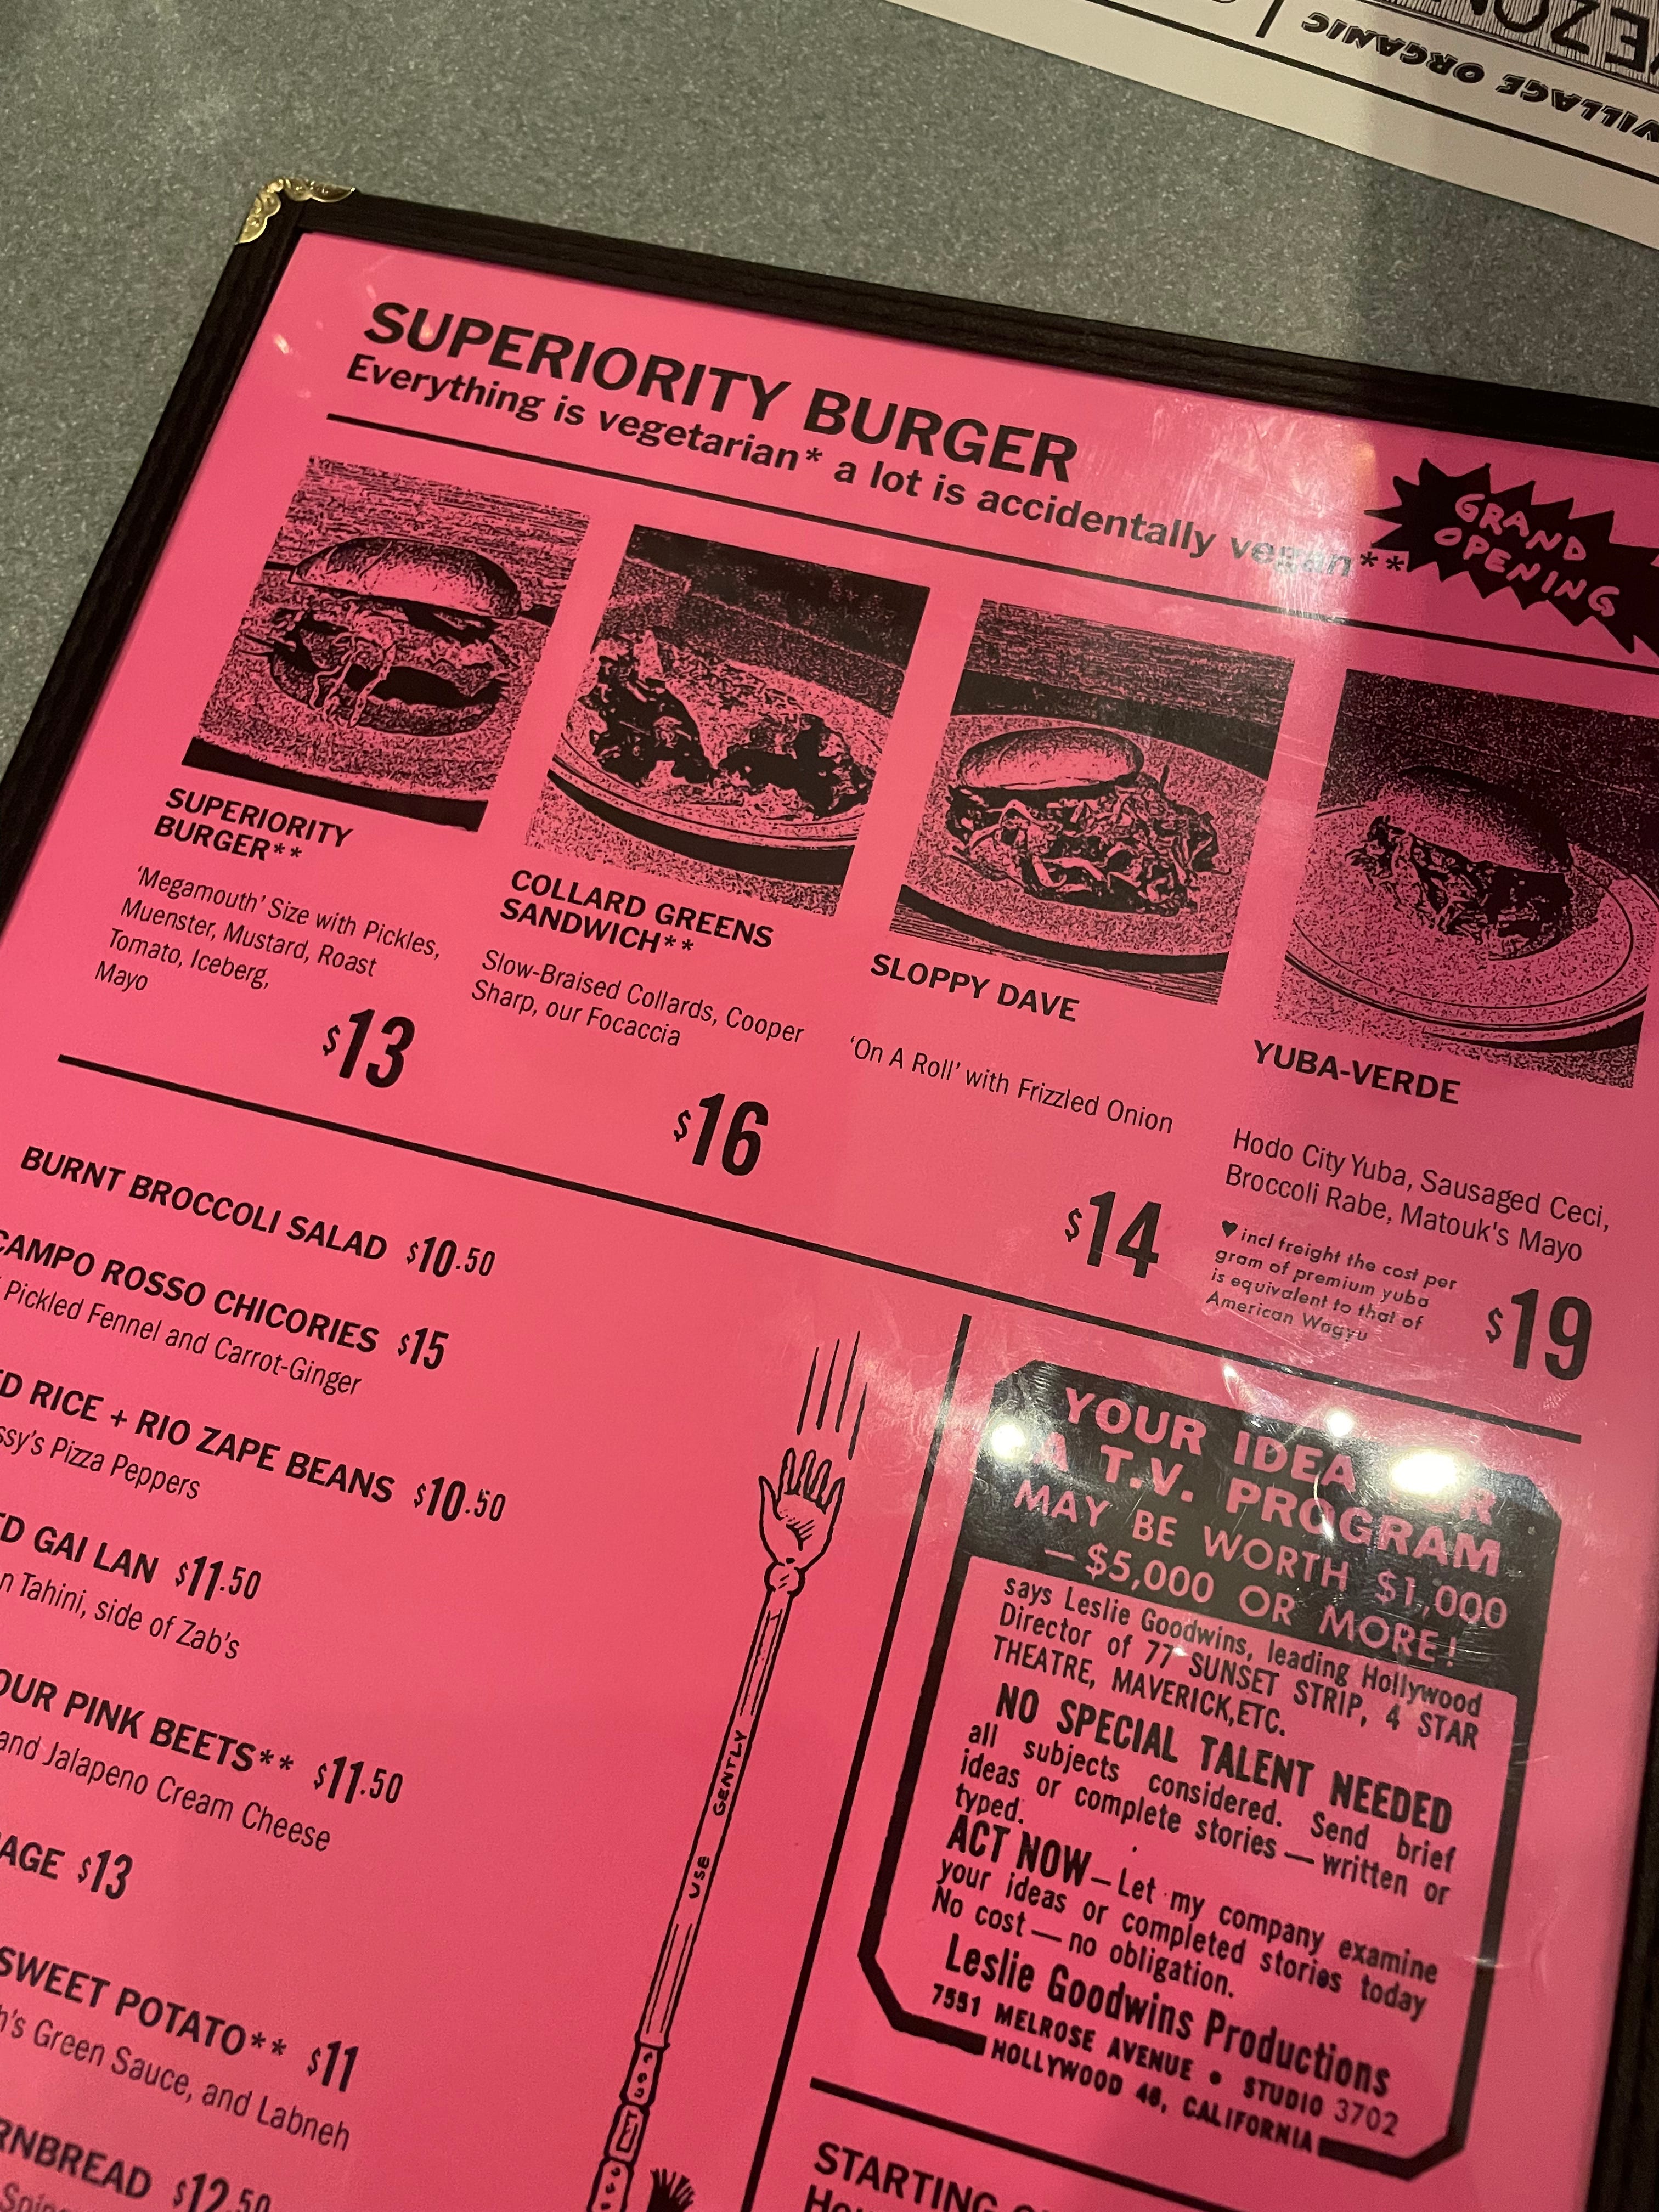 VILLAGE ORGANIC
SUPERIORITY BURGER
Everything is vegetarian* a lot is accidentally vegan**
GRAND
OPENING
SUPERIORITY
BURGER**
'Megamouth' Size with Pickles,
Muenster, Mustard, Roast
Tomato, Iceberg,
Mayo
$13
COLLARD GREENS
SANDWICH**
Slow-Braised Collards, Cooper
Sharp, our Focaccia
$16
SLOPPY DAVE
'On A Roll' with Frizzled Onion
$14
YUBA-VERDE
Hodo City Yuba, Sausaged Ceci,
Broccoli Rabe, Matouk's Mayo
♥ incl freight the cost per
gram of premium yuba
is equivalent to that of
American Wagyu
$19
BURNT BROCCOLI SALAD $10.50
CAMPO ROSSO CHICORIES $15
Pickled Fennel and Carrot-Ginger
RICE + RIO ZAPE BEANS $10.50
Pizza Peppers
GAI LAN $11.50
Tahini, side of Zab's
PINK BEETS** $11.50
and Jalapeno Cream Cheese
$13
SWEET POTATO** $11
Green Sauce, and Labneh
$12.50
USE GENTLY
YOUR IDEA FOR
A T.V. PROGRAM
MAY BE WORTH $1,000
— $5,000 OR MORE!
says Leslie Goodwins, leading Hollywood
Director of 77 SUNSET STRIP, 4 STAR
THEATRE, MAVERICK,ETC.
NO SPECIAL TALENT NEEDED
all subjects considered. Send brief
ideas or complete stories — written or
typed.
ACT NOW — Let my company examine
your ideas or completed stories today
No cost — no obligation.
Leslie Goodwins Productions
7551 MELROSE AVENUE • STUDIO 3702
HOLLYWOOD 46, CALIFORNIA
STARTING